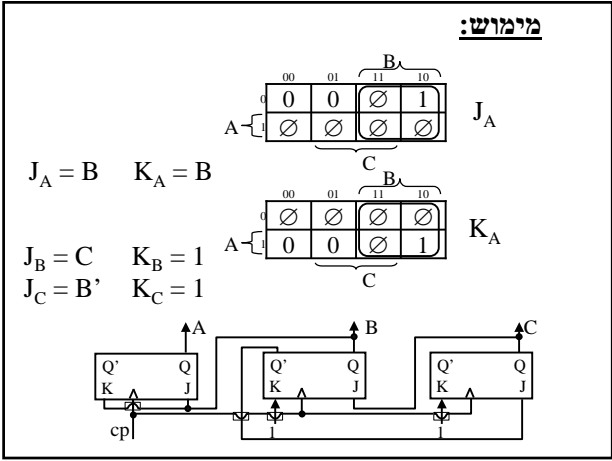 מימוש:
B
00 01 11 10
0 0 0 ∅ 1
J_A
A 1 ∅ ∅ ∅ ∅
C
J_A = B K_A = B
B
00 01 11 10
0 ∅ ∅ ∅ ∅
K_A
A 1 0 0 ∅ 1
C
J_B = C K_B = 1
J_C = B’ K_C = 1
A B C
Q’ Q Q’ Q Q’ Q
K J K J K J
cp 1 1